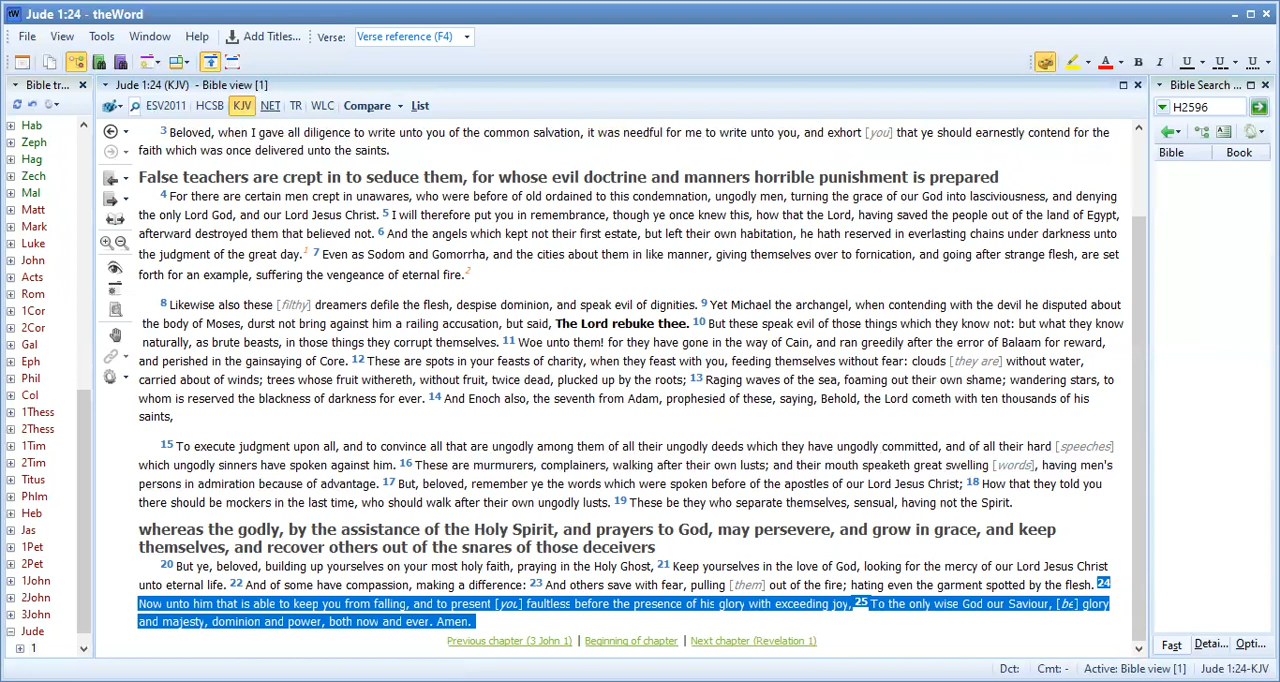 Jude 1:24 - theWord
File View Tools Window Help Add Titles... Verse: Verse reference (F4)
B I U U U
Bible tr...
Jude 1:24 (KJV) - Bible view [1]
Bible Search ...
ESV2011 HCSB KJV NET TR WLC Compare List
H2596
Bible Book
Hab
Zeph
Hag
Zech
Mal
Matt
Mark
Luke
John
Acts
Rom
1Cor
2Cor
Gal
Eph
Phil
Col
1Thess
2Thess
1Tim
2Tim
Titus
Phlm
Heb
Jas
1Pet
2Pet
1John
2John
3John
Jude
1
3 Beloved, when I gave all diligence to write unto you of the common salvation, it was needful for me to write unto you, and exhort [you] that ye should earnestly contend for the
faith which was once delivered unto the saints.
False teachers are crept in to seduce them, for whose evil doctrine and manners horrible punishment is prepared
4 For there are certain men crept in unawares, who were before of old ordained to this condemnation, ungodly men, turning the grace of our God into lasciviousness, and denying
the only Lord God, and our Lord Jesus Christ. 5 I will therefore put you in remembrance, though ye once knew this, how that the Lord, having saved the people out of the land of Egypt,
afterward destroyed them that believed not. 6 And the angels which kept not their first estate, but left their own habitation, he hath reserved in everlasting chains under darkness unto
the judgment of the great day.1 7 Even as Sodom and Gomorrha, and the cities about them in like manner, giving themselves over to fornication, and going after strange flesh, are set
forth for an example, suffering the vengeance of eternal fire.2
8 Likewise also these [filthy] dreamers defile the flesh, despise dominion, and speak evil of dignities. 9 Yet Michael the archangel, when contending with the devil he disputed about
the body of Moses, durst not bring against him a railing accusation, but said, The Lord rebuke thee. 10 But these speak evil of those things which they know not: but what they know
naturally, as brute beasts, in those things they corrupt themselves. 11 Woe unto them! for they have gone in the way of Cain, and ran greedily after the error of Balaam for reward,
and perished in the gainsaying of Core. 12 These are spots in your feasts of charity, when they feast with you, feeding themselves without fear: clouds [they are] without water,
carried about of winds; trees whose fruit withereth, without fruit, twice dead, plucked up by the roots; 13 Raging waves of the sea, foaming out their own shame; wandering stars, to
whom is reserved the blackness of darkness for ever. 14 And Enoch also, the seventh from Adam, prophesied of these, saying, Behold, the Lord cometh with ten thousands of his
saints,
15 To execute judgment upon all, and to convince all that are ungodly among them of all their ungodly deeds which they have ungodly committed, and of all their hard [speeches]
which ungodly sinners have spoken against him. 16 These are murmurers, complainers, walking after their own lusts; and their mouth speaketh great swelling [words], having men's
persons in admiration because of advantage. 17 But, beloved, remember ye the words which were spoken before of the apostles of our Lord Jesus Christ; 18 How that they told you
there should be mockers in the last time, who should walk after their own ungodly lusts. 19 These be they who separate themselves, sensual, having not the Spirit.
whereas the godly, by the assistance of the Holy Spirit, and prayers to God, may persevere, and grow in grace, and keep
themselves, and recover others out of the snares of those deceivers
20 But ye, beloved, building up yourselves on your most holy faith, praying in the Holy Ghost, 21 Keep yourselves in the love of God, looking for the mercy of our Lord Jesus Christ
unto eternal life. 22 And of some have compassion, making a difference: 23 And others save with fear, pulling [them] out of the fire; hating even the garment spotted by the flesh. 24
Now unto him that is able to keep you from falling, and to present [you] faultless before the presence of his glory with exceeding joy, 25 To the only wise God our Saviour, [be] glory
and majesty, dominion and power, both now and ever. Amen.
Previous chapter (3 John 1) | Beginning of chapter | Next chapter (Revelation 1)
Fast Detai... Opti...
Dct: Cmt: - Active: Bible view [1] Jude 1:24-KJV